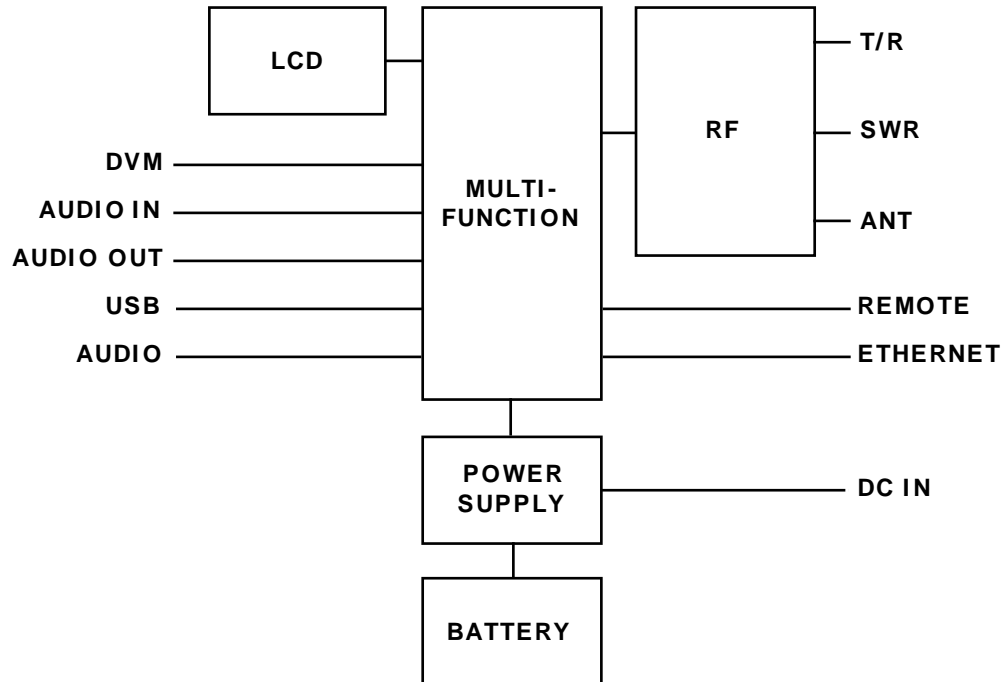 LCD
DVM
AUDIO IN
AUDIO OUT
USB
AUDIO
MULTI-
FUNCTION
RF
T/R
SWR
ANT
REMOTE
ETHERNET
POWER
SUPPLY
DC IN
BATTERY